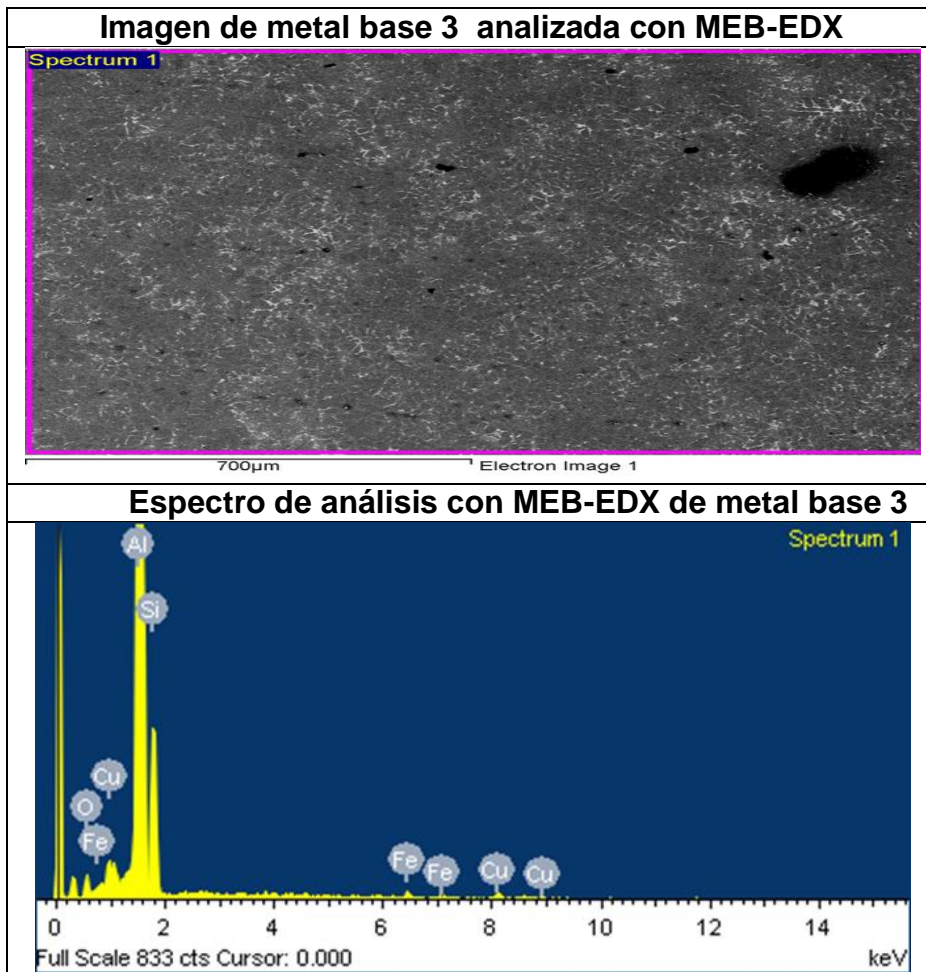 Imagen de metal base 3 analizada con MEB-EDX
Spectrum 1
700µm Electron Image 1
Espectro de análisis con MEB-EDX de metal base 3
Spectrum 1
Al
Si
Cu
O
Fe
Fe Fe Cu Cu
0 2 4 6 8 10 12 14
Full Scale 833 cts Cursor: 0.000 keV